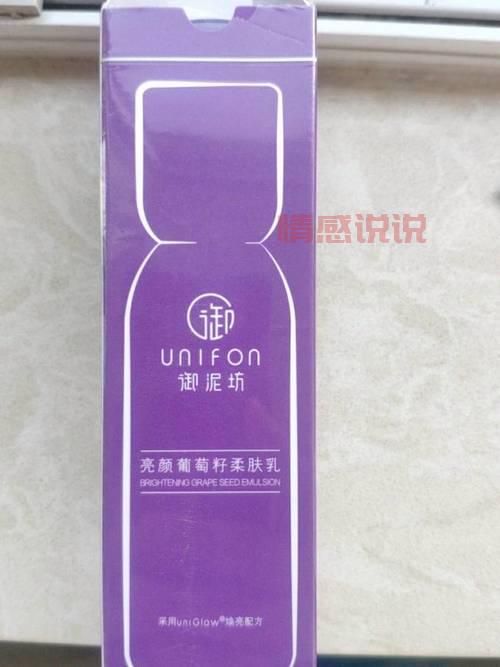 情感说说
御
UNIFON
御泥坊
亮颜葡萄籽柔肤乳
BRIGHTENING GRAPE SEED EMULSION
采用uniGlow®焕亮配方